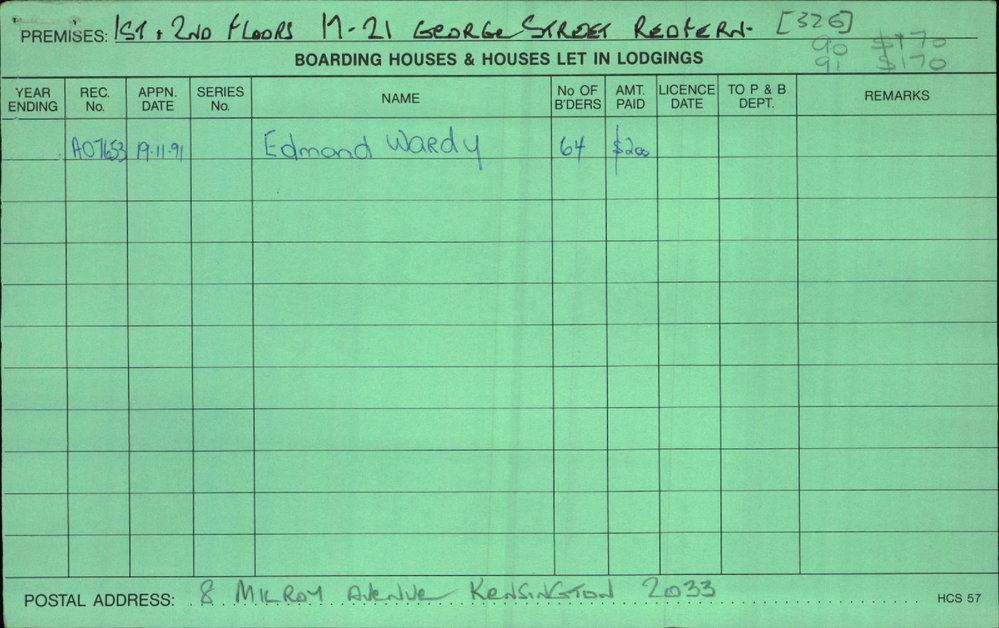 PREMISES: 1ST + 2ND FLOORS 17-21 GEORGE STREET REDFERN. [326]
90 $170
BOARDING HOUSES & HOUSES LET IN LODGINGS
91 $170
YEAR ENDING REC. No. APPN. DATE SERIES No. NAME No OF B'DERS AMT. PAID LICENCE DATE TO P & B DEPT. REMARKS
A07653 19.11.91 Edmond Wardy 64 $200
POSTAL ADDRESS: 8 MILROY AVENUE KENSINGTON 2033 HCS 57